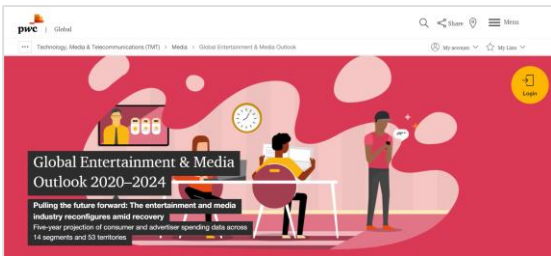 pwc | Global
Share
Menu
Technology, Media & Telecommunications (TMT) › Media › Global Entertainment & Media Outlook
My account
My Lists
Login
Global Entertainment & Media
Outlook 2020–2024
Pulling the future forward: The entertainment and media
industry reconfigures amid recovery
Five-year projection of consumer and advertiser spending data across
14 segments and 53 territories